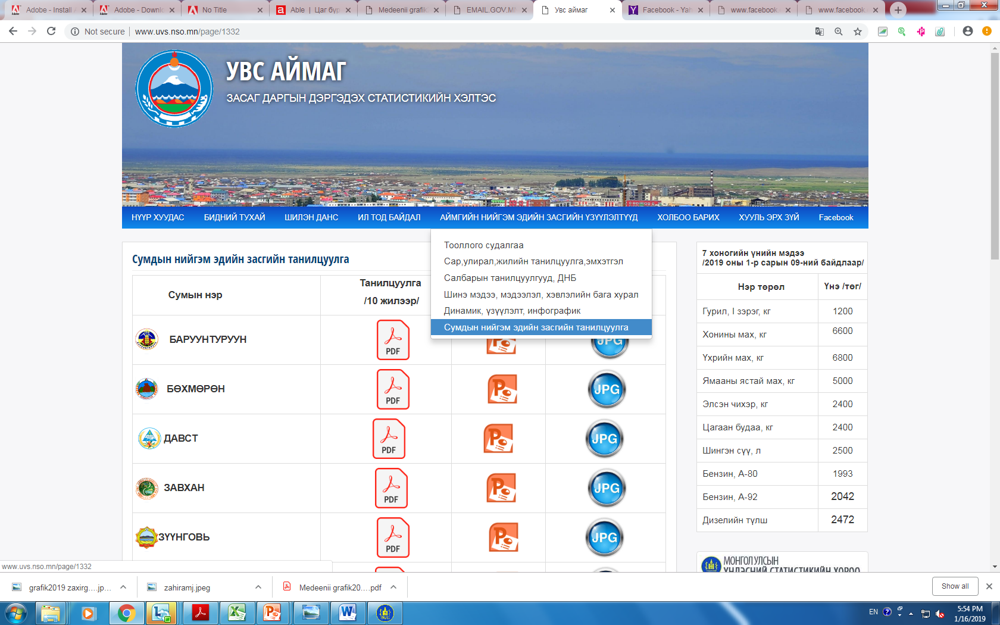 Adobe - Install A
Adobe - Downl
No Title
Able | Цаг бүр
Medeenii grafik
EMAIL.GOV.M
Увс аймаг
Facebook - Yah
www.facebook.
www.facebook.
Not secure | www.uvs.nso.mn/page/1332
УВС АЙМАГ
ЗАСАГ ДАРГЫН ДЭРГЭДЭХ СТАТИСТИКИЙН ХЭЛТЭС
НҮҮР ХУУДАС БИДНИЙ ТУХАЙ ШИЛЭН ДАНС ИЛ ТОД БАЙДАЛ АЙМГИЙН НИЙГЭМ ЭДИЙН ЗАСГИЙН ҮЗҮҮЛЭЛТҮҮД ХОЛБОО БАРИХ ХУУЛЬ ЭРХ ЗҮЙ Facebook
Тооллого судалгаа
Сар,улирал,жилийн танилцуулга,эмхэтгэл
Салбарын танилцуулгууд, ДНБ
Шинэ мэдээ, мэдээлэл, хэвлэлийн бага хурал
Динамик, үзүүлэлт, инфографик
Сумдын нийгэм эдийн засгийн танилцуулга
Сумдын нийгэм эдийн засгийн танилцуулга
Сумын нэр
Танилцуулга
/10 жилээр/
БАРУУНТУРУУН PDF JPG
БӨХМӨРӨН PDF JPG
ДАВСТ PDF JPG
ЗАВХАН PDF JPG
ЗҮҮНГОВЬ PDF JPG
7 хоногийн үнийн мэдээ
/2019 оны 1-р сарын 09-ний байдлаар/
Нэр төрөл Үнэ /төг/
Гурил, I зэрэг, кг 1200
Хонины мах, кг 6600
Үхрийн мах, кг 6800
Ямааны ястай мах, кг 5000
Элсэн чихэр, кг 2400
Цагаан будаа, кг 2400
Шингэн сүү, л 2500
Бензин, А-80 1993
Бензин, А-92 2042
Дизелийн түлш 2472
МОНГОЛ УЛСЫН
ҮНДЭСНИЙ СТАТИСТИКИЙН ХОРОО
www.uvs.nso.mn/page/1332
grafik2019 zaxirg....jp...
zahiramj.jpeg
Medeenii grafik20....pdf
Show all
EN
5:54 PM
1/16/2019